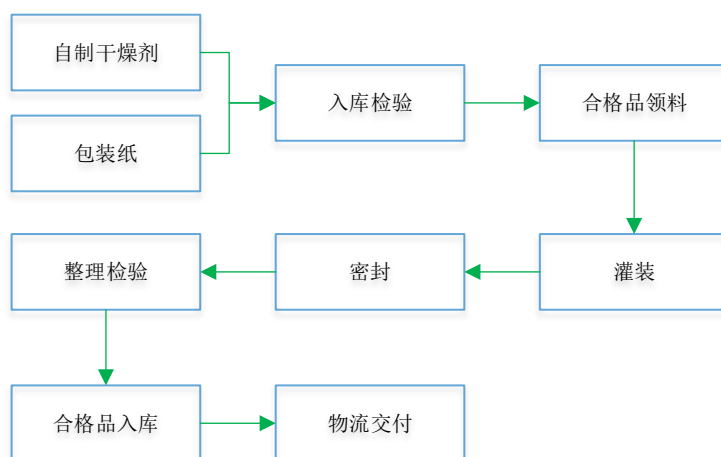 自制干燥剂
包装纸
入库检验
合格品领料
灌装
密封
整理检验
合格品入库
物流交付